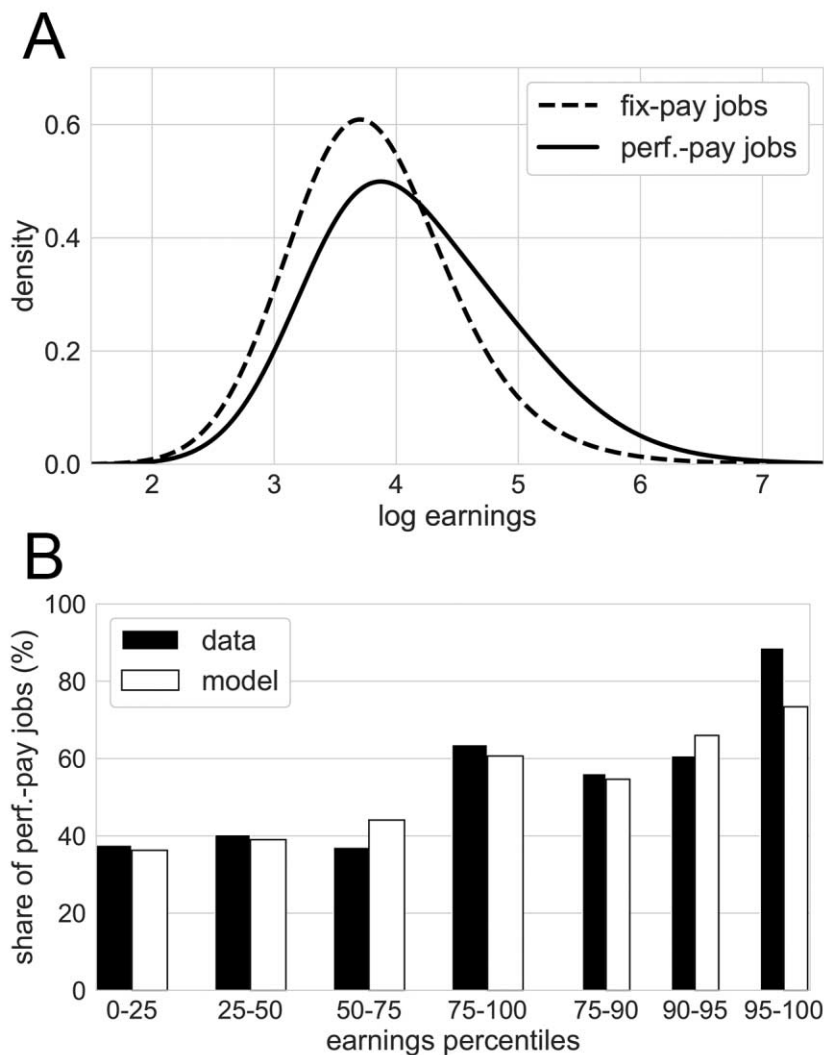 A
fix-pay jobs
perf.-pay jobs
0.6
0.4
0.2
0.0
density
2 3 4 5 6 7
log earnings
B
data
model
100
80
60
40
20
0
share of perf.-pay jobs (%)
0-25 25-50 50-75 75-100 75-90 90-95 95-100
earnings percentiles